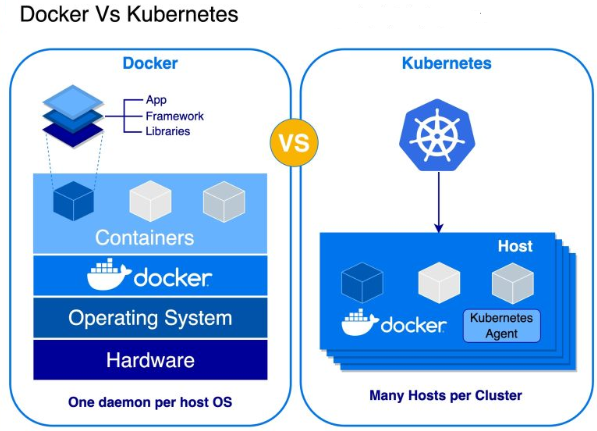 Docker Vs Kubernetes
Docker
App
Framework
Libraries
Containers
docker
Operating System
Hardware
One daemon per host OS
VS
Kubernetes
Host
docker
Kubernetes
Agent
Many Hosts per Cluster